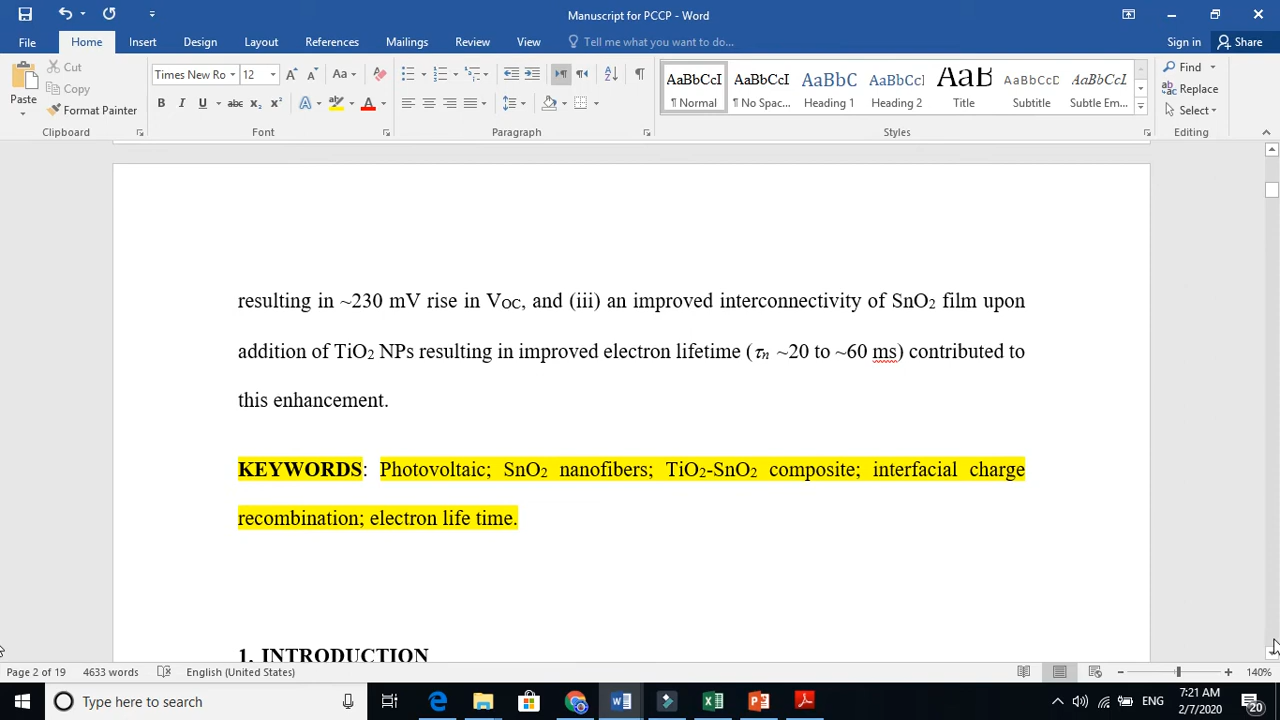 Manuscript for PCCP - Word
File Home Insert Design Layout References Mailings Review View Tell me what you want to do... Sign in Share
Paste Cut Copy Format Painter
Times New Ro 12
AaBbCcI AaBbCcI AaBbC AaBbCcI AaB AaBbCcD AaBbCcI
¶ Normal ¶ No Spac... Heading 1 Heading 2 Title Subtitle Subtle Em...
Find Replace Select
Clipboard Font Paragraph Styles Editing
resulting in ~230 mV rise in VOC, and (iii) an improved interconnectivity of SnO2 film upon
addition of TiO2 NPs resulting in improved electron lifetime (τn ~20 to ~60 ms) contributed to
this enhancement.
KEYWORDS: Photovoltaic; SnO2 nanofibers; TiO2-SnO2 composite; interfacial charge
recombination; electron life time.
1. INTRODUCTION
Page 2 of 19 4633 words English (United States) 140%
Type here to search ENG 7:21 AM
2/7/2020 20